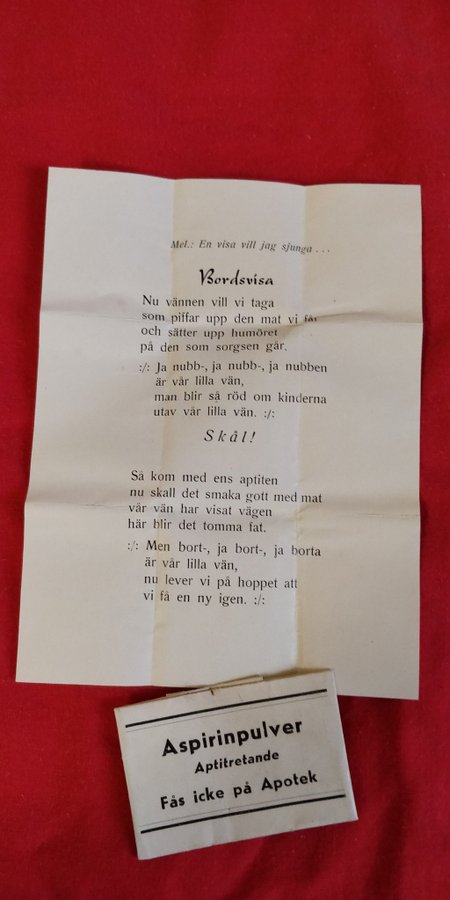 Mel.: En visa vill jag sjunga ...
Bordsvisa
Nu vännen vill vi taga
som piffar upp den mat vi får
och sätter upp humöret
på den som sorgsen går.
:/: Ja nubb-, ja nubb-, ja nubben
är vår lilla vän,
man blir så röd om kinderna
utav vår lilla vän. :/:
Skål!
Så kom med ens aptiten
nu skall det smaka gott med mat
vår vän har visat vägen
här blir det tomma fat.
:/: Men bort-, ja bort-, ja borta
är vår lilla vän,
nu lever vi på hoppet att
vi få en ny igen. :/:
Aspirinpulver
Aptitretande
Fås icke på Apotek